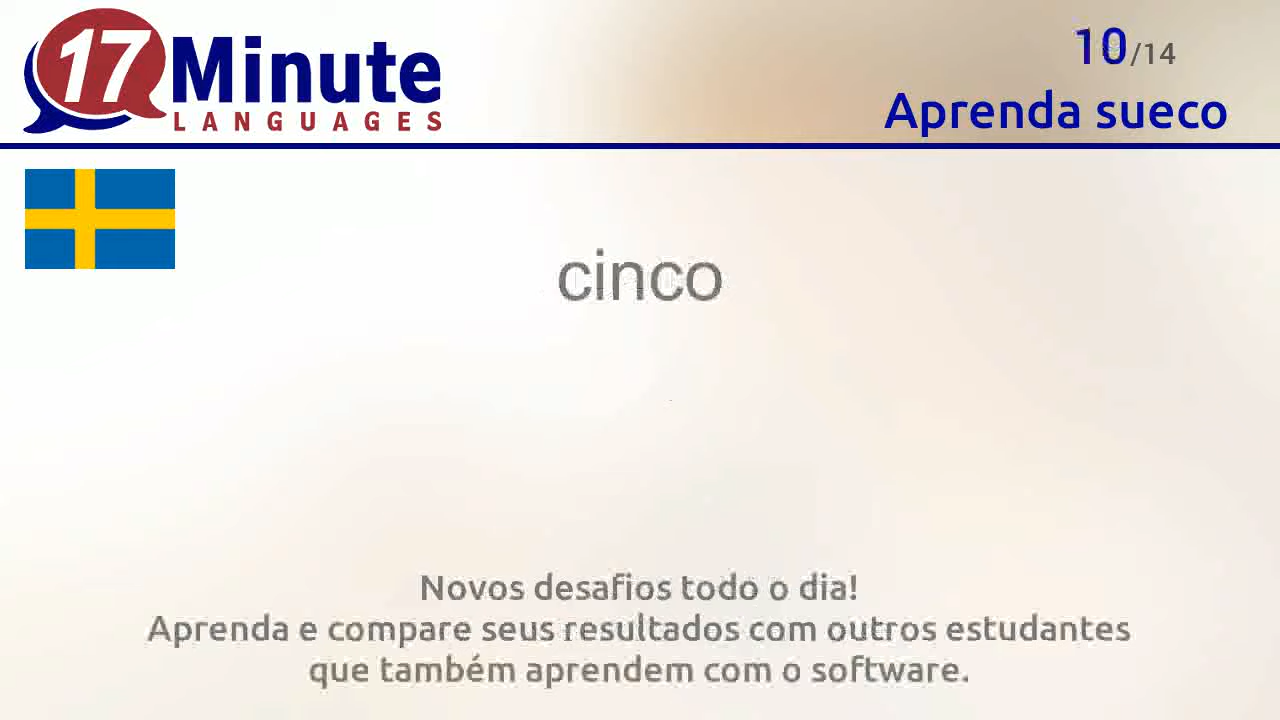 17 Minute
LANGUAGES
10/14
Aprenda sueco
cinco
Novos desafios todo o dia!
Aprenda e compare seus resultados com outros estudantes
que também aprendem com o software.